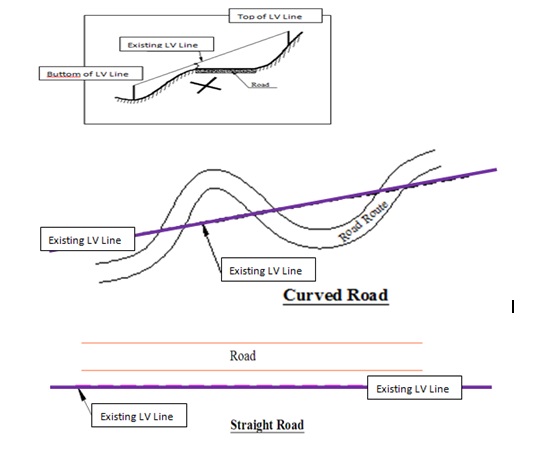 Top of LV Line
Existing LV Line
Buttom of LV Line
Road
Existing LV Line
Road Route
Existing LV Line
Curved Road
Road
Existing LV Line
Existing LV Line
Straight Road